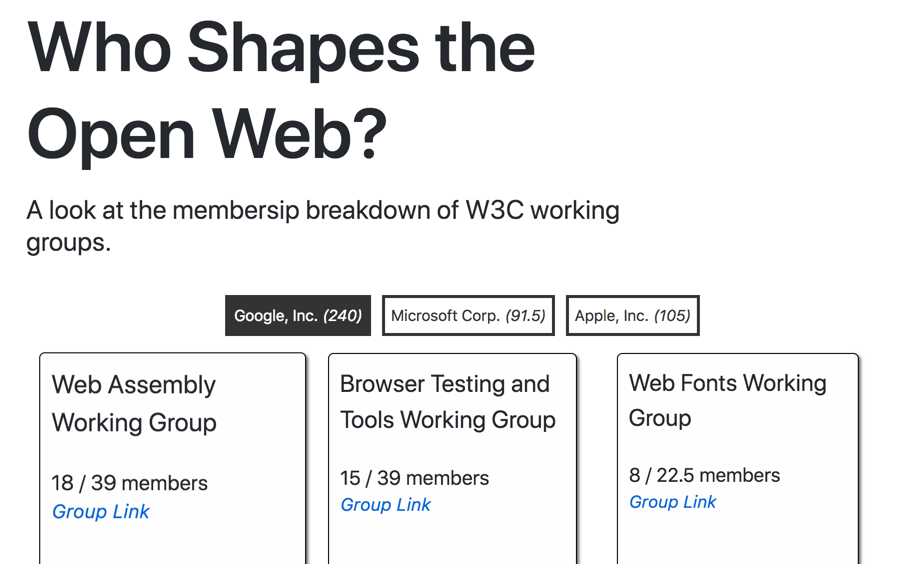 Who Shapes the
Open Web?
A look at the membersip breakdown of W3C working
groups.
Google, Inc. (240)
Microsoft Corp. (91.5)
Apple, Inc. (105)
Web Assembly
Working Group
18 / 39 members
Group Link
Browser Testing and
Tools Working Group
15 / 39 members
Group Link
Web Fonts Working
Group
8 / 22.5 members
Group Link